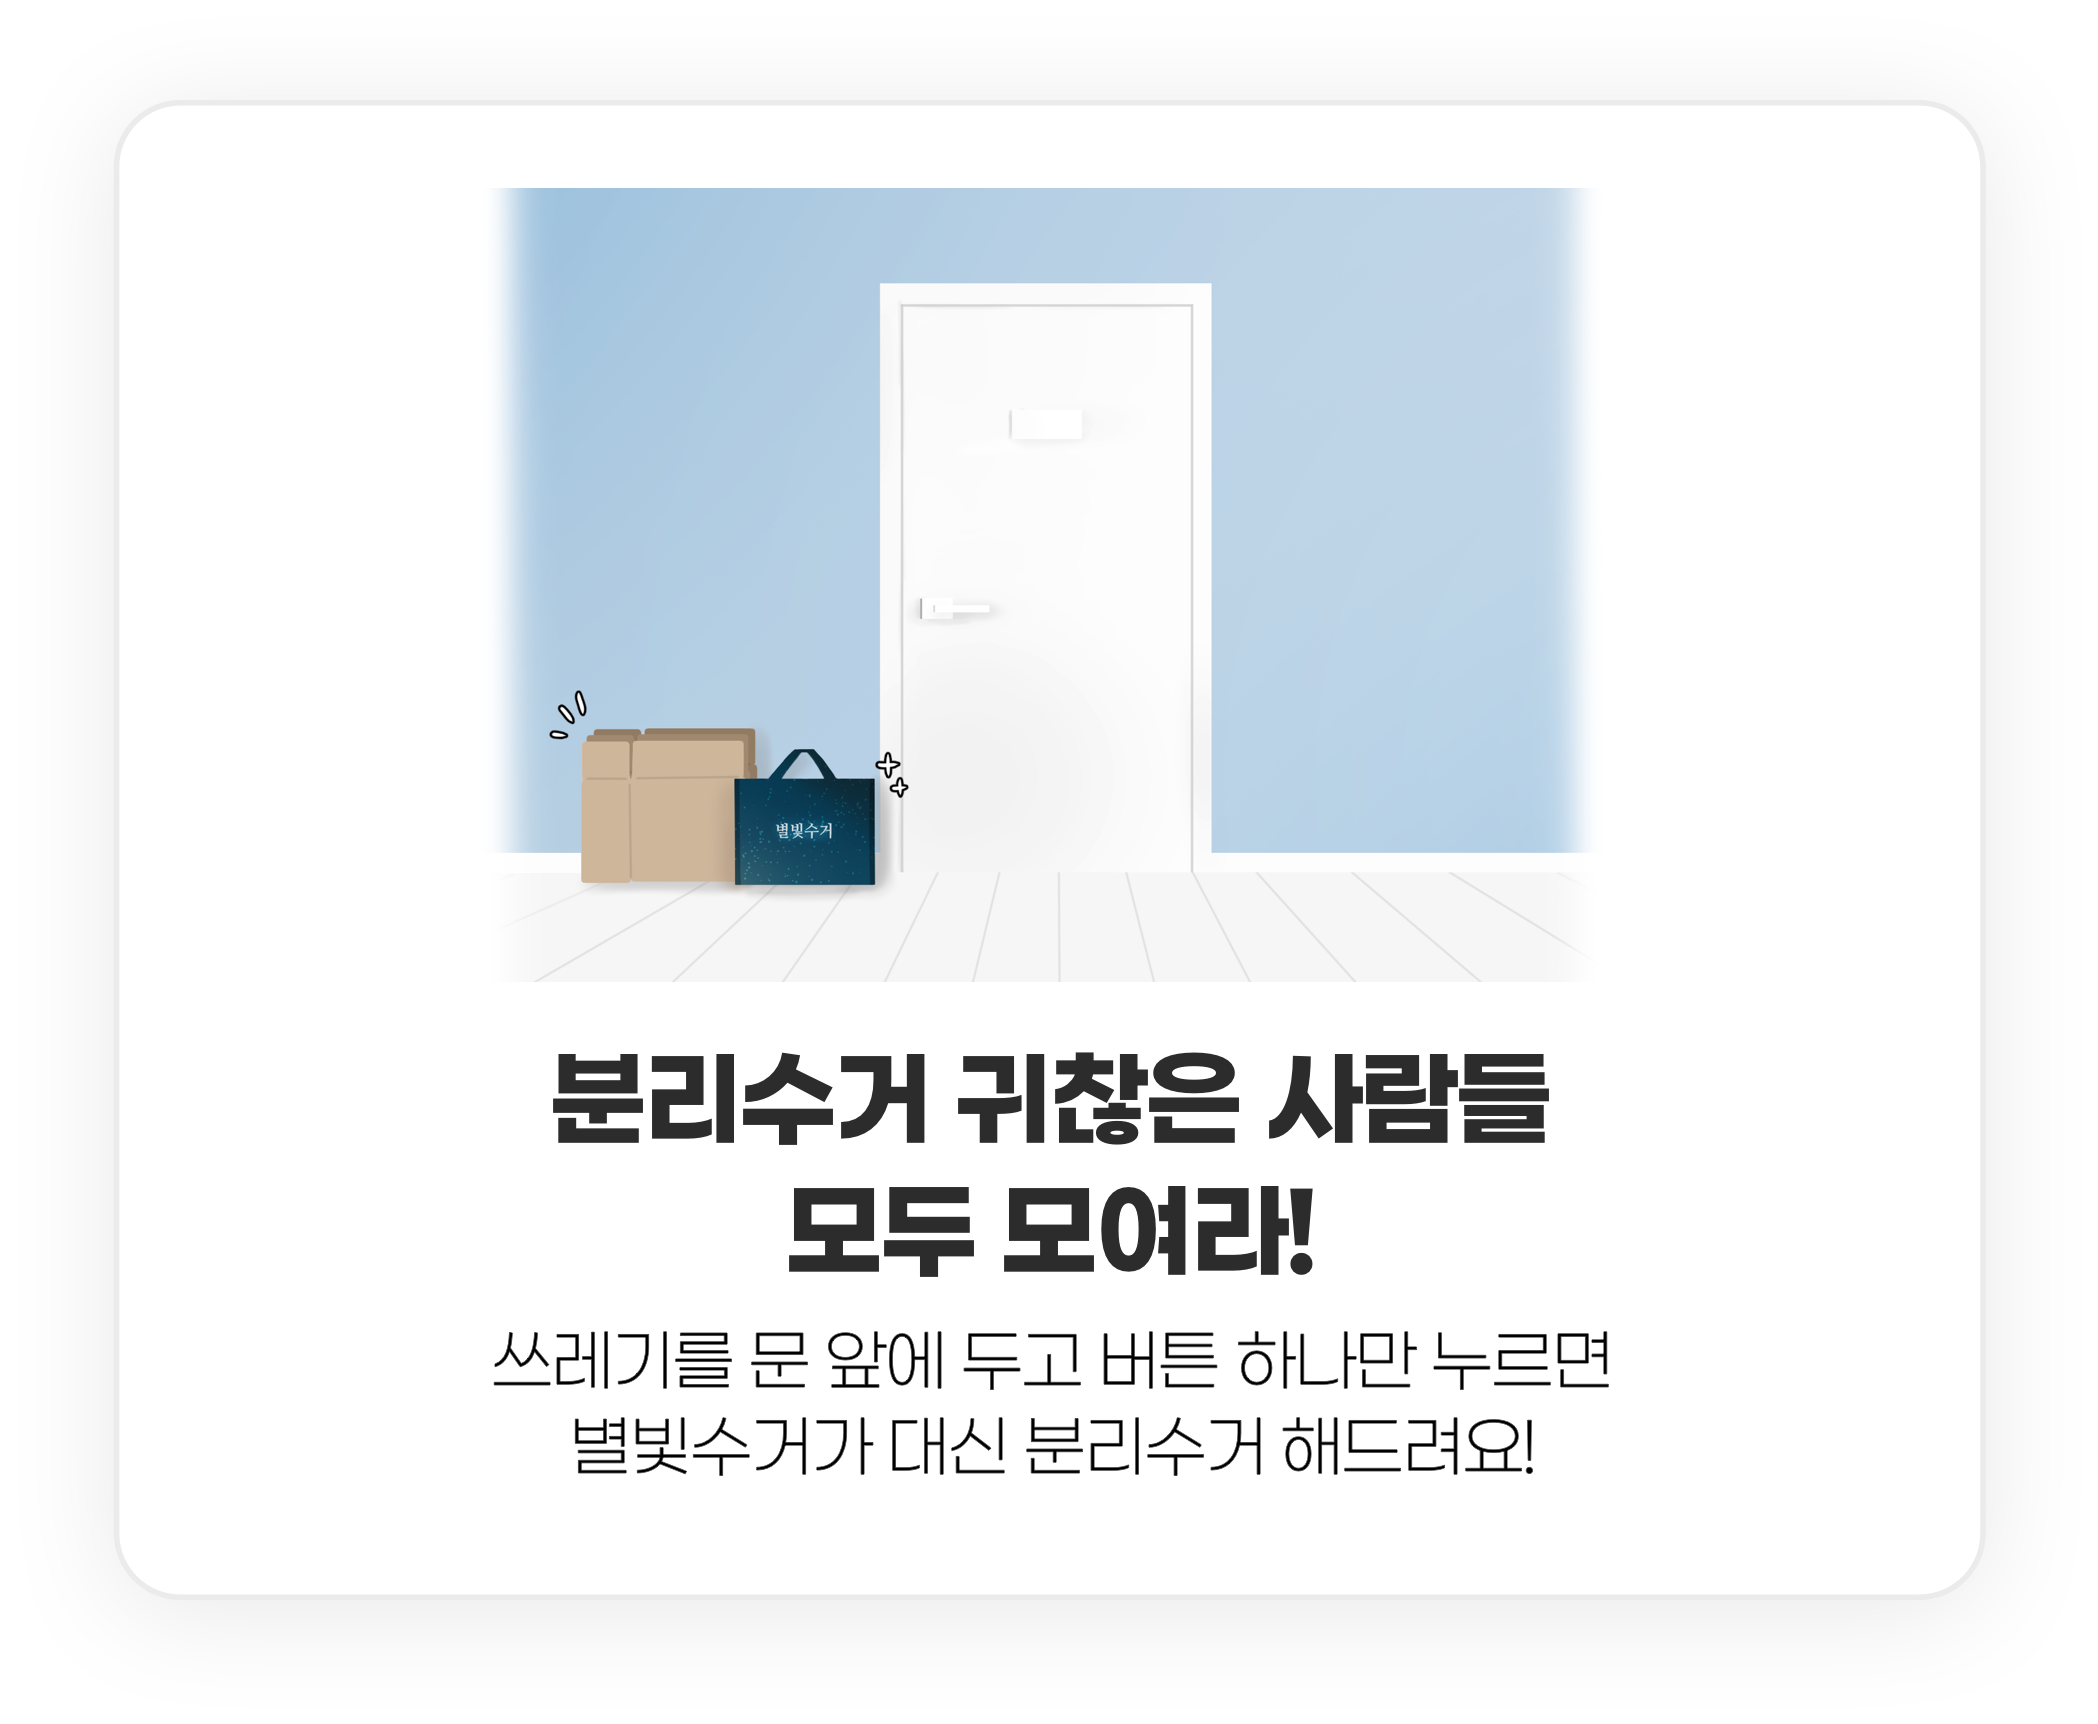 별빛수거
분리수거 귀찮은 사람들
모두 모여라!
쓰레기를 문 앞에 두고 버튼 하나만 누르면
별빛수거가 대신 분리수거 해드려요!